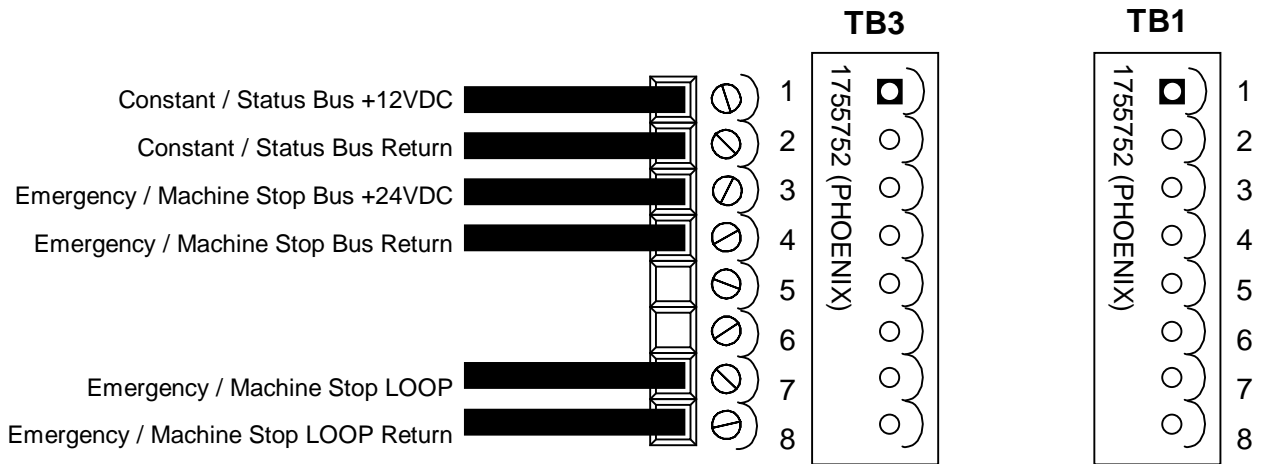 TB3
TB1
Constant / Status Bus +12VDC
Constant / Status Bus Return
Emergency / Machine Stop Bus +24VDC
Emergency / Machine Stop Bus Return
Emergency / Machine Stop LOOP
Emergency / Machine Stop LOOP Return
1
2
3
4
5
6
7
8
1755752 (PHOENIX)
1755752 (PHOENIX)
1
2
3
4
5
6
7
8